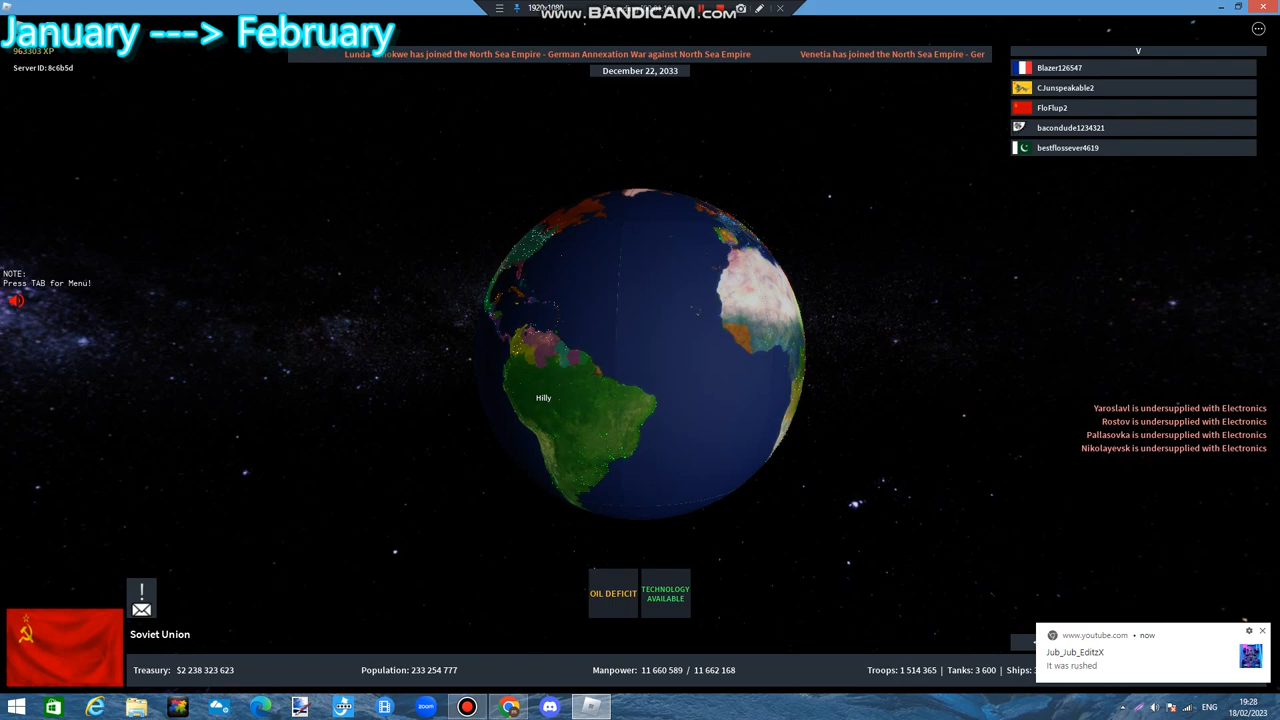 1920x1080
www.BANDICAM.com
January ---> February
963303 XP
Server ID: 8c6b5d
okwe has joined the North Sea Empire - German Annexation War against North Sea Empire
Venetia has joined the North Sea Empire - Ger
December 22, 2033
V
Blazer126547
CJunspeakable2
FloFlup2
bacondude1234321
bestflossever4619
NOTE:
Press TAB for Menu!
Hilly
Yaroslavl is undersupplied with Electronics
Rostov is undersupplied with Electronics
Pallasovka is undersupplied with Electronics
Nikolayevsk is undersupplied with Electronics
OIL DEFICIT
TECHNOLOGY
AVAILABLE
!
Soviet Union
Treasury: $2 238 323 623
Population: 233 254 777
Manpower: 11 660 589 / 11 662 168
Troops: 1 514 365 | Tanks: 3 600 | Ships:
www.youtube.com • now
Jub_Jub_EditzX
It was rushed
zoom
ENG
19:28
18/02/2023